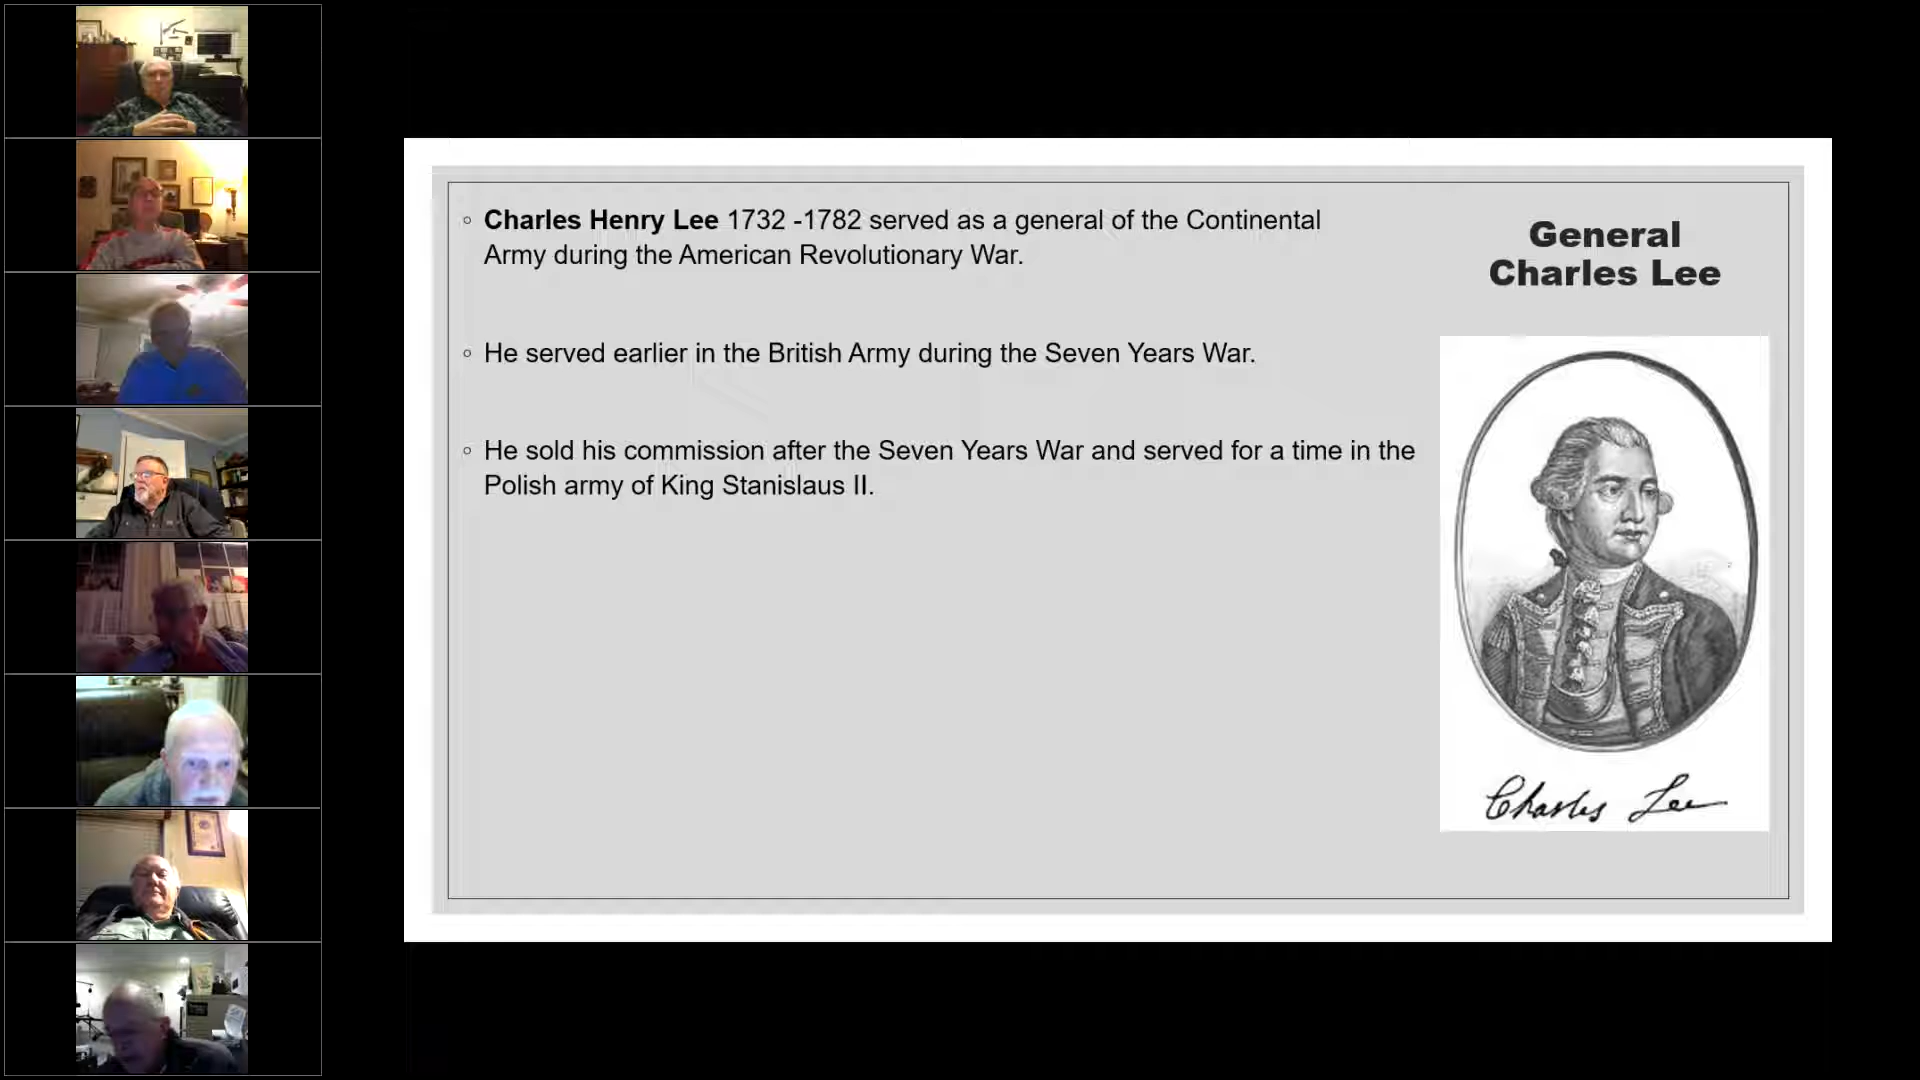 ◦ Charles Henry Lee 1732 -1782 served as a general of the Continental
Army during the American Revolutionary War.
◦ He served earlier in the British Army during the Seven Years War.
◦ He sold his commission after the Seven Years War and served for a time in the
Polish army of King Stanislaus II.
General
Charles Lee
Charles Lee